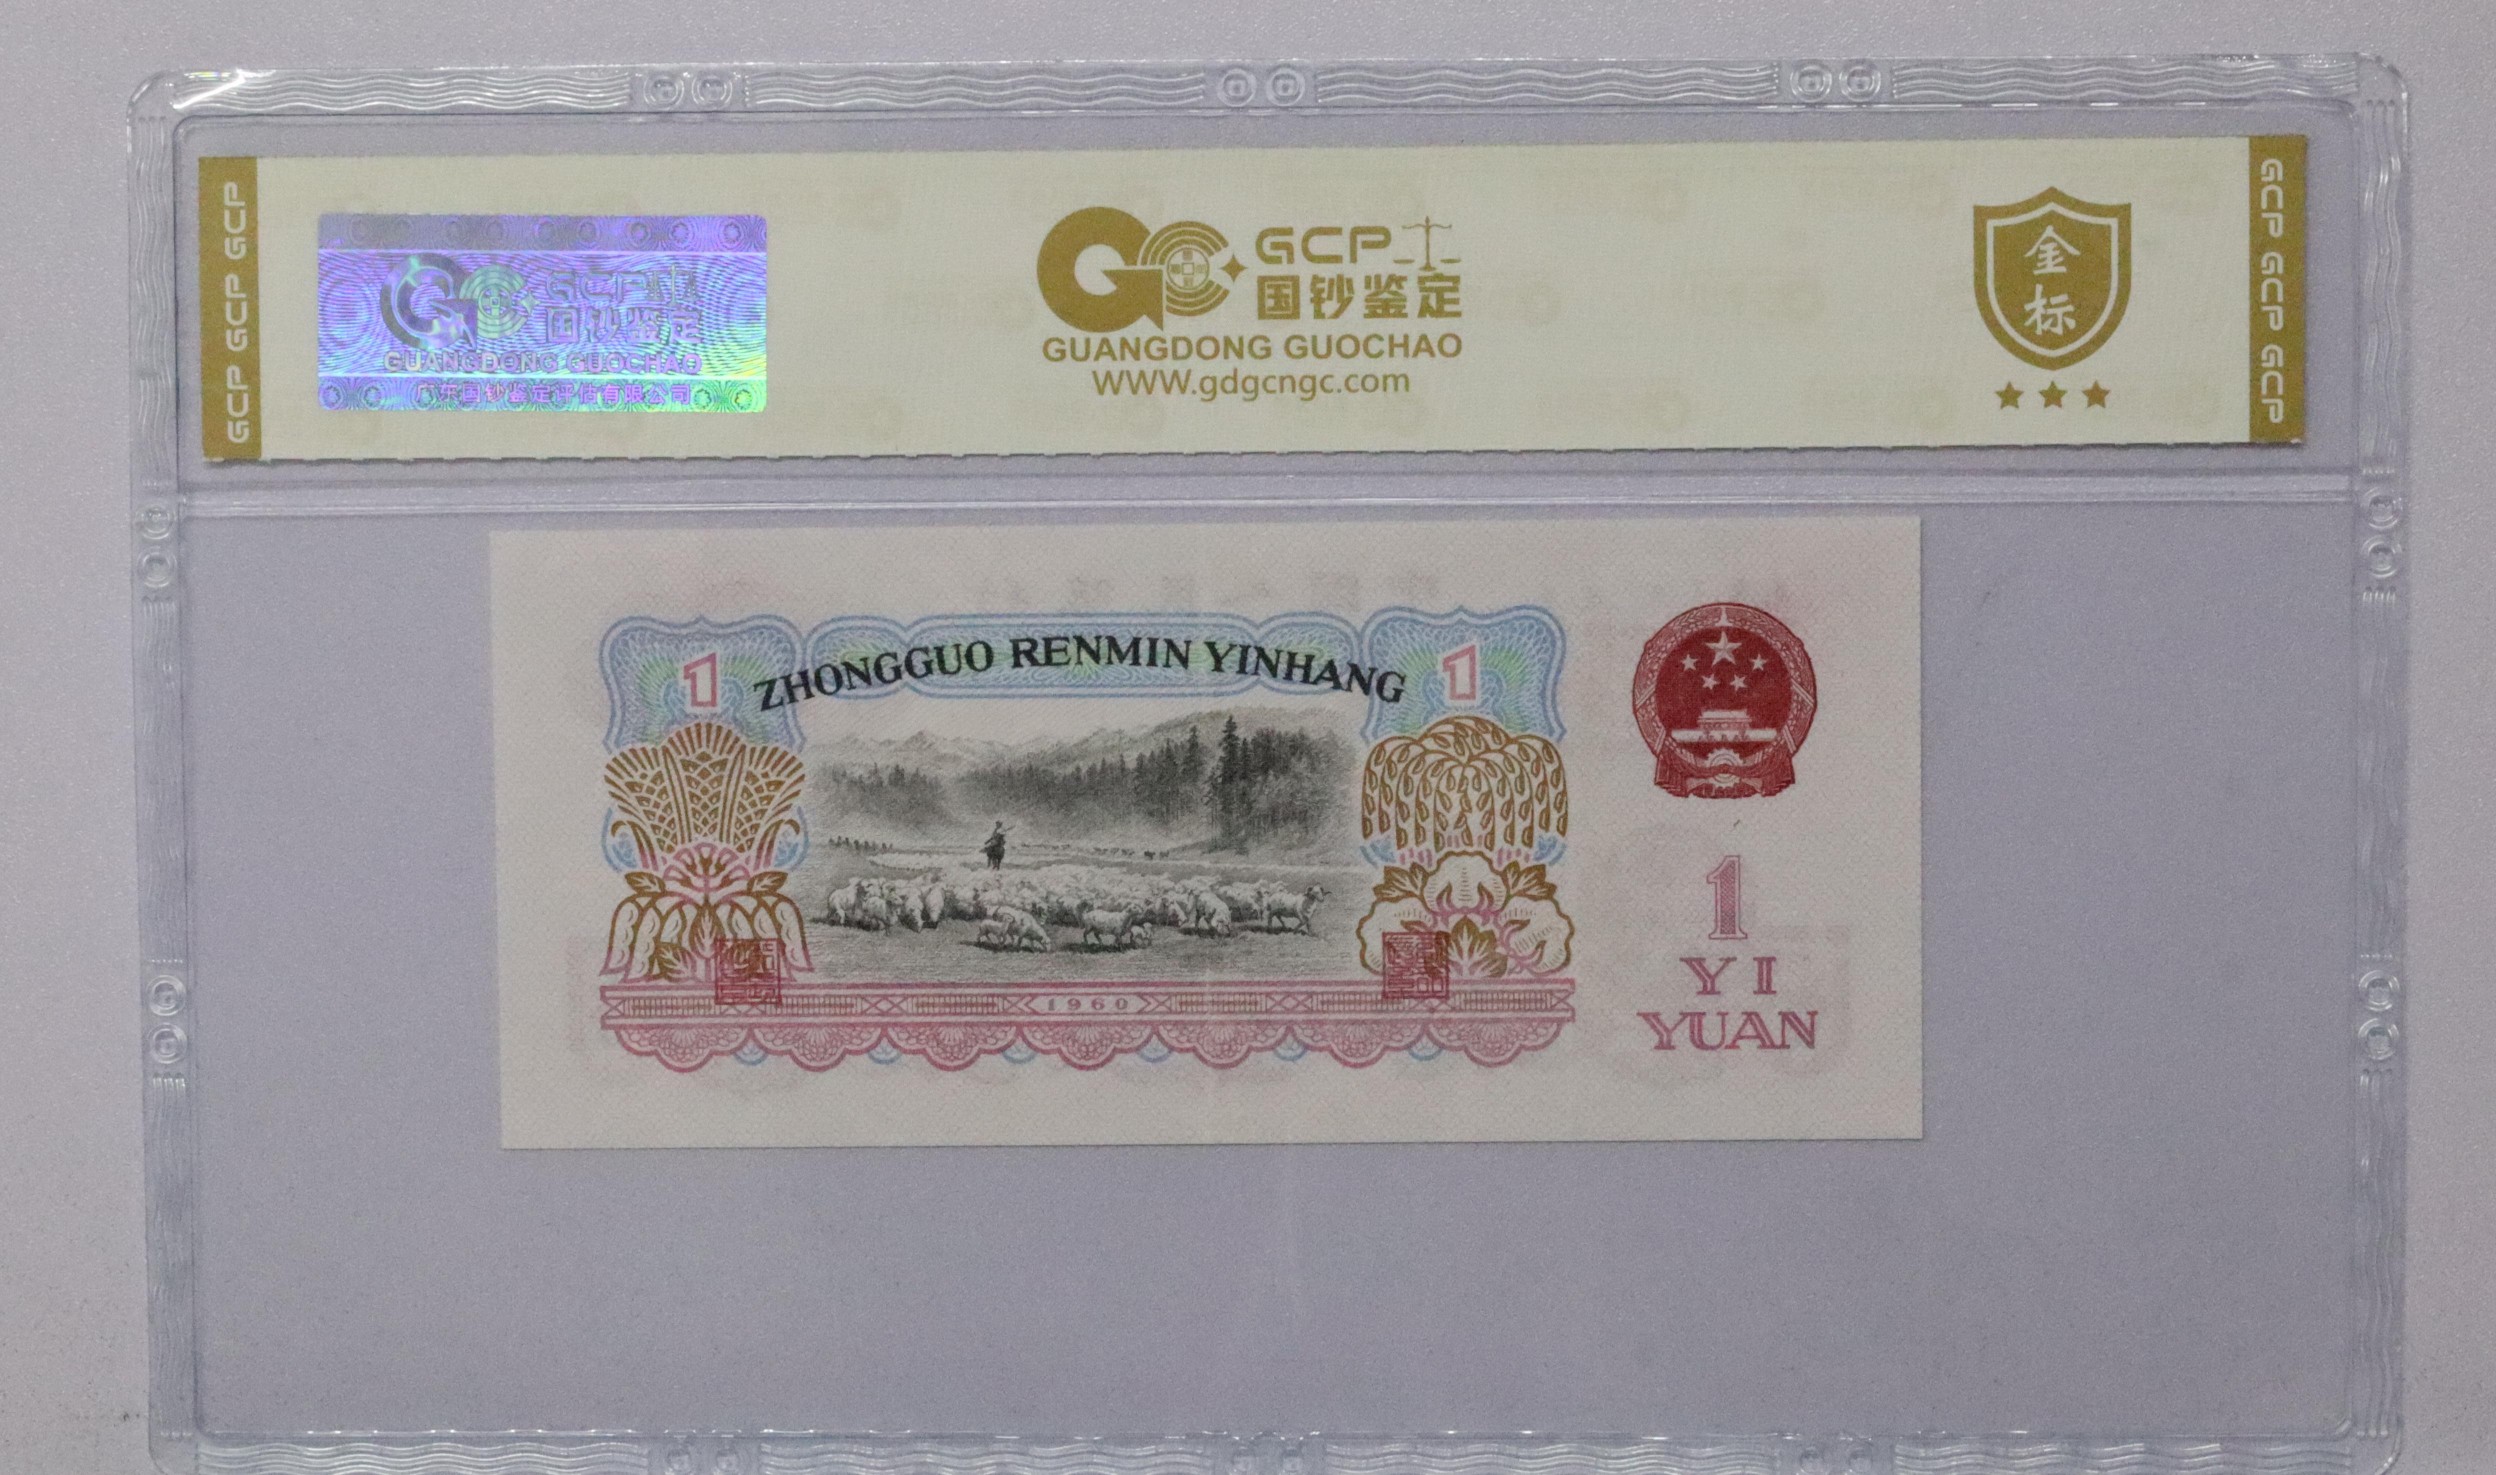 GCP GCP GCP
GCP
国钞鉴定
GUANGDONG GUOCHAO
广东国钞鉴定评估有限公司
GCP
国钞鉴定
GUANGDONG GUOCHAO
WWW.gdgcngc.com
金
标
GCP GCP GCP
1
ZHONGGUO RENMIN YINHANG
1
1960
1
YI
YUAN